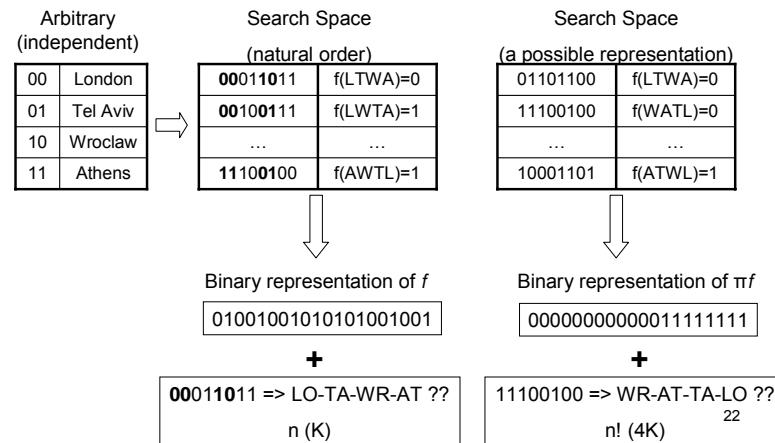 Arbitrary
(independent)
00 London
01 Tel Aviv
10 Wroclaw
11 Athens
Search Space
(natural order)
00011011 f(LTWA)=0
00100111 f(LWTA)=1
... ...
11100100 f(AWTL)=1
Search Space
(a possible representation)
01101100 f(LTWA)=0
11100100 f(WATL)=0
... ...
10001101 f(ATWL)=1
Binary representation of f
01001001010101001001
+
00011011 => LO-TA-WR-AT ??
n (K)
Binary representation of πf
00000000000011111111
+
11100100 => WR-AT-TA-LO ??
n! (4K)
22